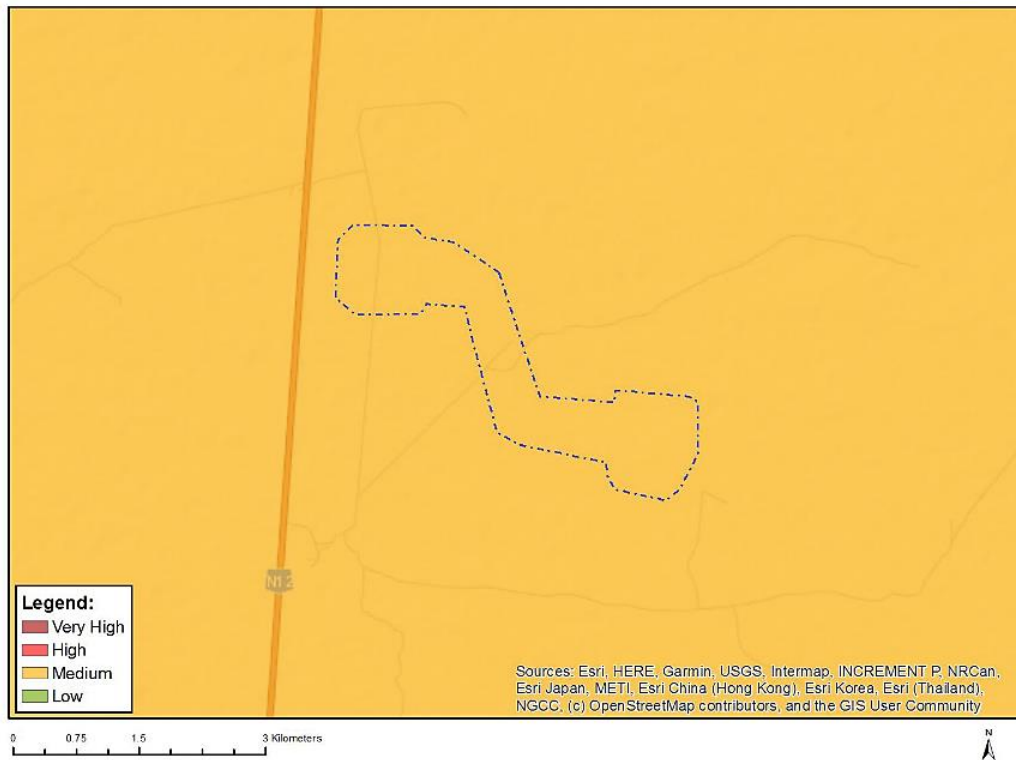 N12
Legend:
Very High
High
Medium
Low
Sources: Esri, HERE, Garmin, USGS, Intermap, INCREMENT P, NRCan,
Esri Japan, METI, Esri China (Hong Kong), Esri Korea, Esri (Thailand),
NGCC, (c) OpenStreetMap contributors, and the GIS User Community
0 0.75 1.5 3 Kilometers
N